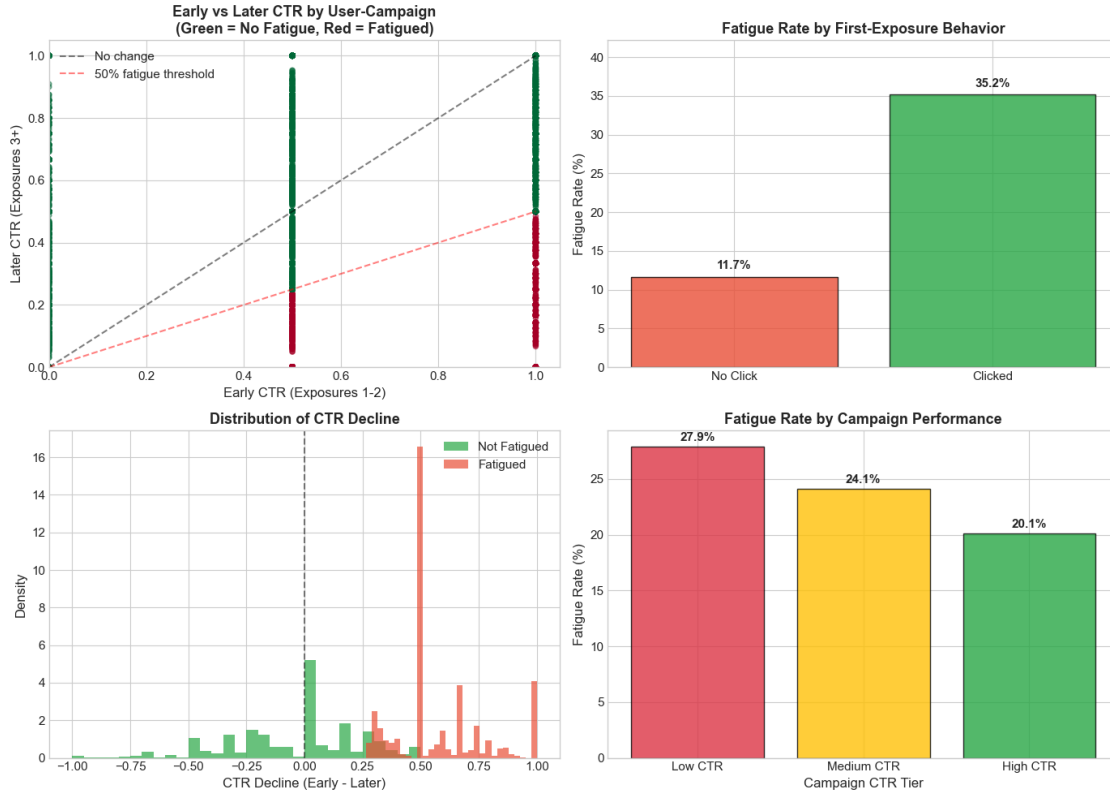 Early vs Later CTR by User-Campaign
(Green = No Fatigue, Red = Fatigued)
No change
50% fatigue threshold
Later CTR (Exposures 3+)
1.0
0.8
0.6
0.4
0.2
0.0
0.0 0.2 0.4 0.6 0.8 1.0
Early CTR (Exposures 1-2)
Fatigue Rate by First-Exposure Behavior
Fatigue Rate (%)
40
35
30
25
20
15
10
5
0
11.7%
35.2%
No Click Clicked
Distribution of CTR Decline
Not Fatigued
Fatigued
Density
16
14
12
10
8
6
4
2
0
−1.00 −0.75 −0.50 −0.25 0.00 0.25 0.50 0.75 1.00
CTR Decline (Early - Later)
Fatigue Rate by Campaign Performance
Fatigue Rate (%)
25
20
15
10
5
0
27.9%
24.1%
20.1%
Low CTR Medium CTR High CTR
Campaign CTR Tier